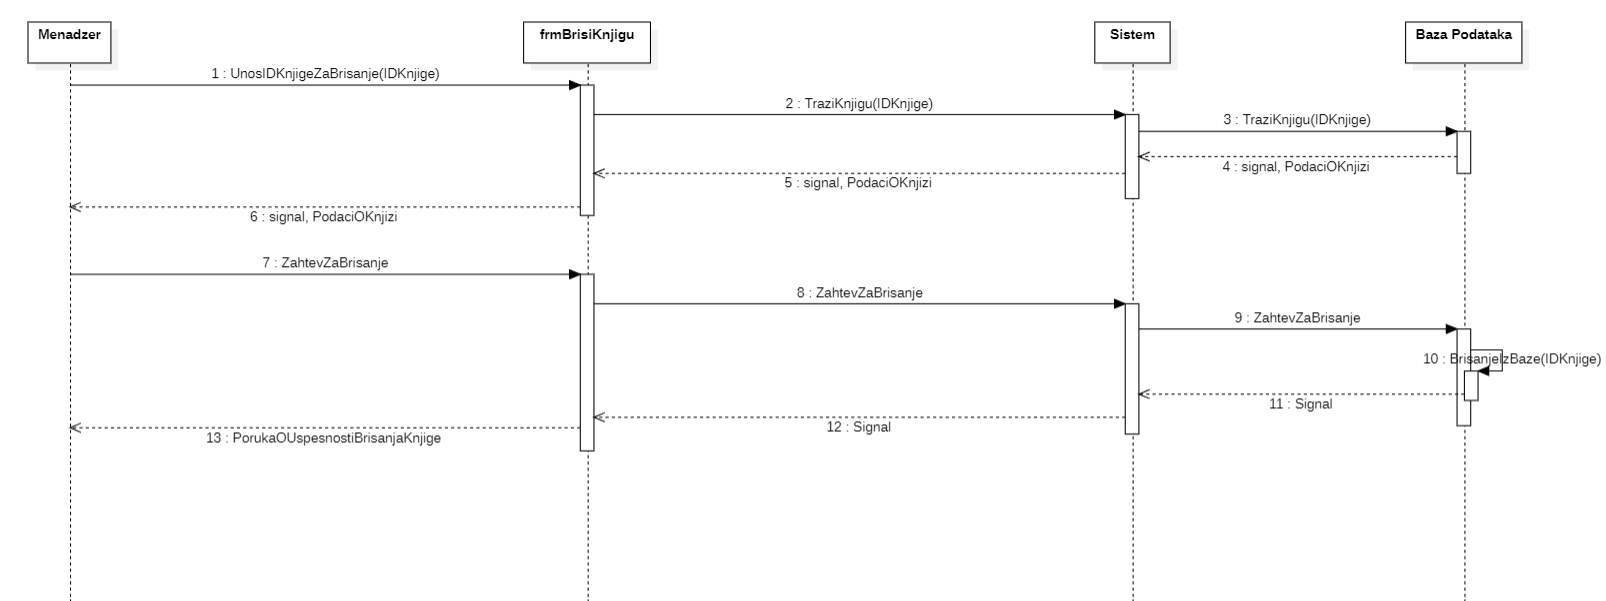 Menadzer
frmBrisiKnjigu
Sistem
Baza Podataka
1 : UnosIDKnjigeZaBrisanje(IDKnjige)
2 : TraziKnjigu(IDKnjige)
3 : TraziKnjigu(IDKnjige)
4 : signal, PodaciOKnjizi
5 : signal, PodaciOKnjizi
6 : signal, PodaciOKnjizi
7 : ZahtevZaBrisanje
8 : ZahtevZaBrisanje
9 : ZahtevZaBrisanje
10 : BrisanjeIzBaze(IDKnjige)
11 : Signal
12 : Signal
13 : PorukaOUspesnostiBrisanjaKnjige